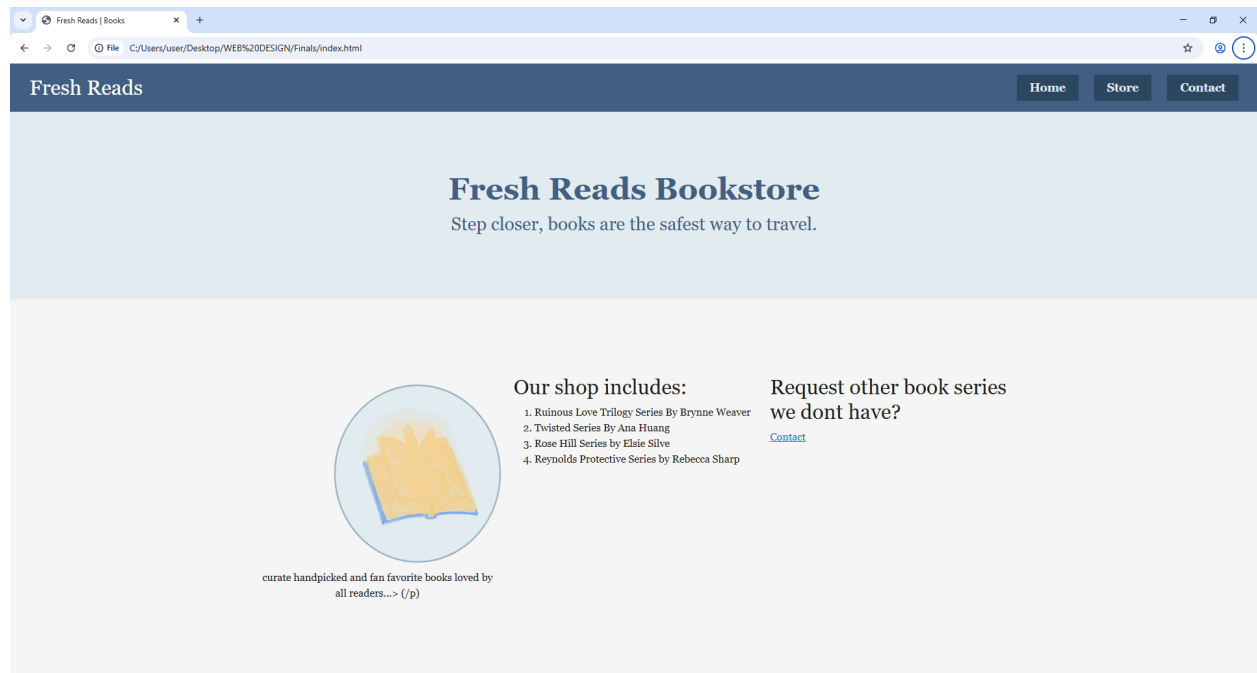 Fresh Reads | Books
File C:/Users/user/Desktop/WEB%20DESIGN/Finals/index.html
Fresh Reads
Home Store Contact
Fresh Reads Bookstore
Step closer, books are the safest way to travel.
curate handpicked and fan favorite books loved by
all readers...> (/p)
Our shop includes:
1. Ruinous Love Trilogy Series By Brynne Weaver
2. Twisted Series By Ana Huang
3. Rose Hill Series by Elsie Silve
4. Reynolds Protective Series by Rebecca Sharp
Request other book series
we dont have?
Contact